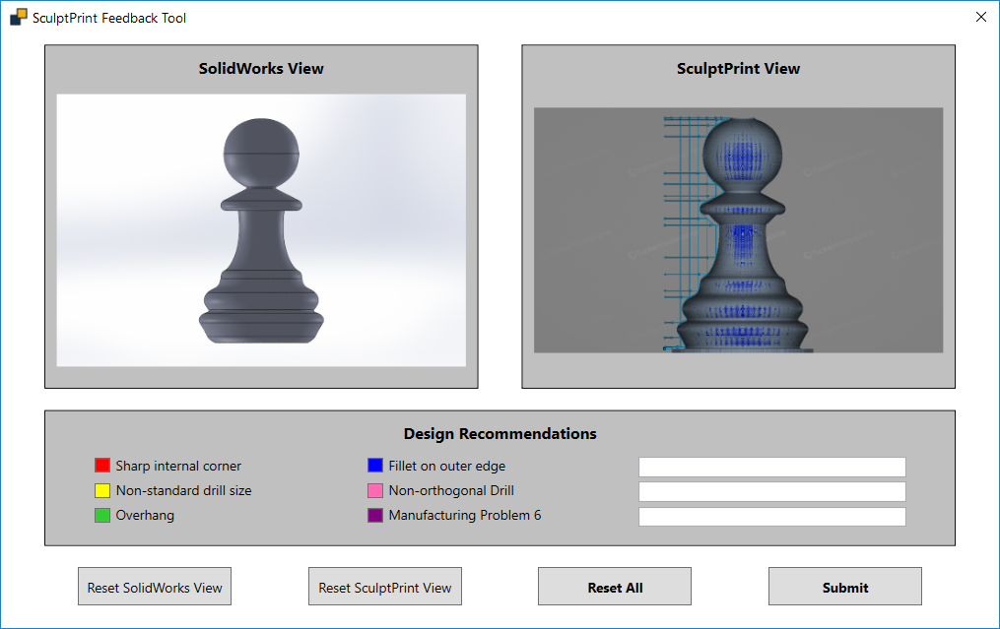 SculptPrint Feedback Tool
SolidWorks View
SculptPrint View
Design Recommendations
Sharp internal corner
Non-standard drill size
Overhang
Fillet on outer edge
Non-orthogonal Drill
Manufacturing Problem 6
Reset SolidWorks View
Reset SculptPrint View
Reset All
Submit